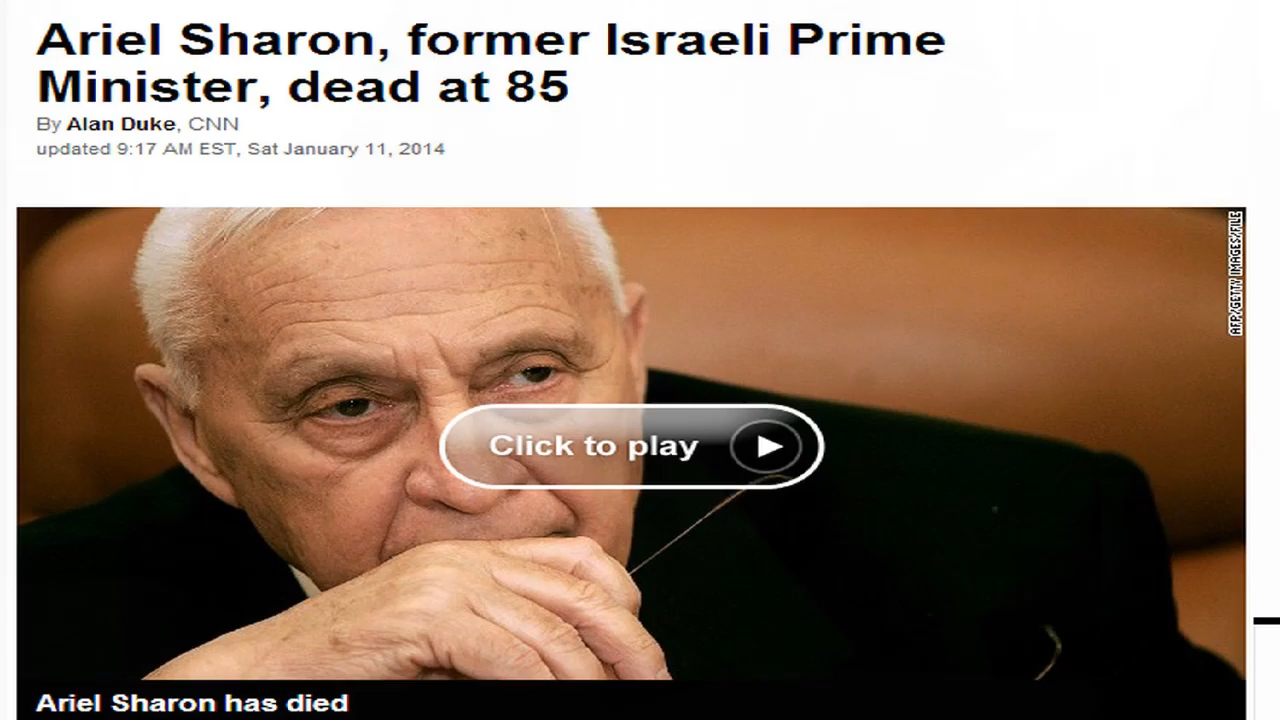 Ariel Sharon, former Israeli Prime
Minister, dead at 85
By Alan Duke, CNN
updated 9:17 AM EST, Sat January 11, 2014
AFP/GETTY IMAGES/FILE
Click to play
Ariel Sharon has died